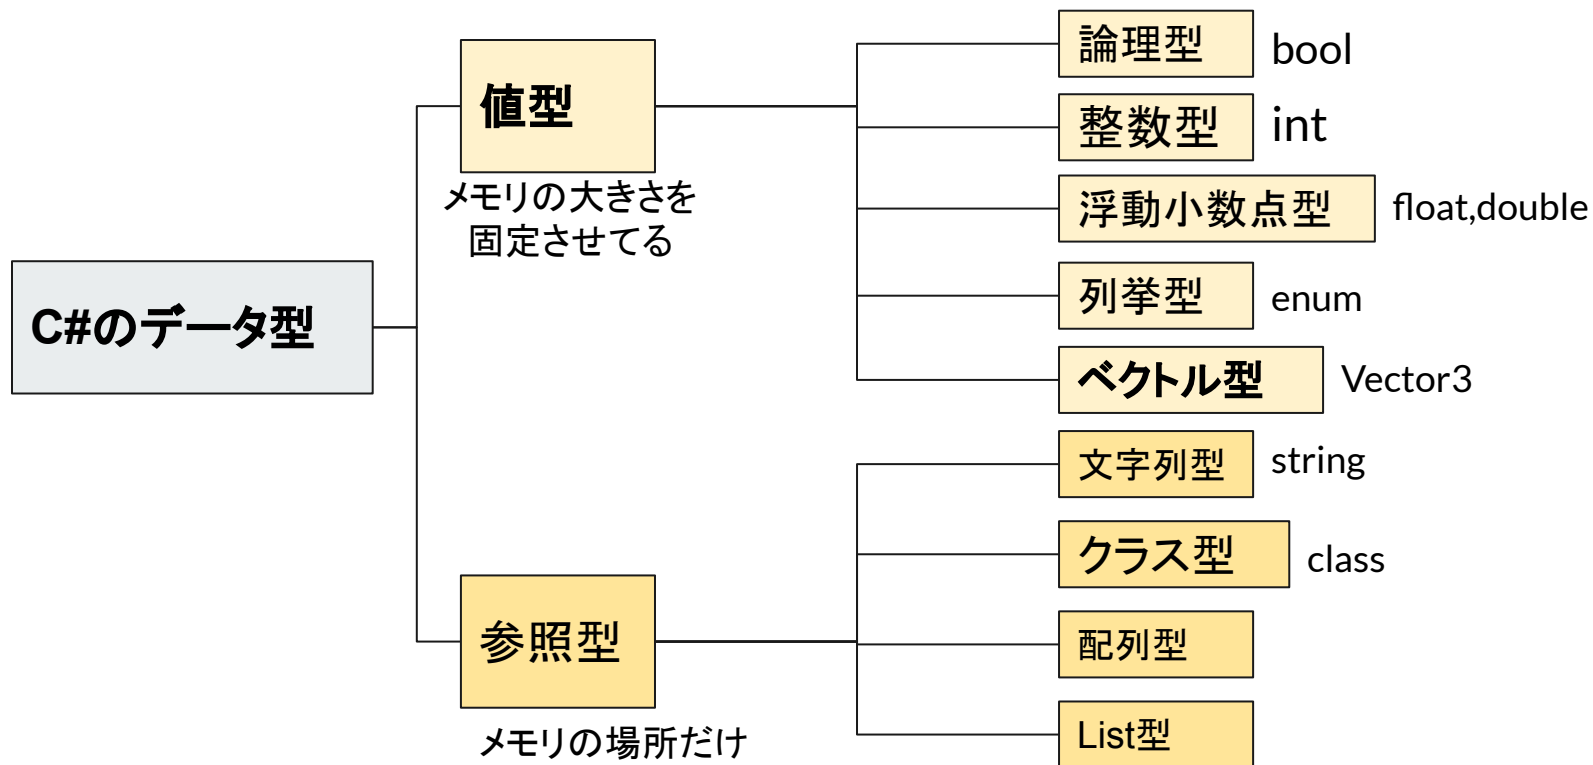 C#のデータ型
値型
メモリの大きさを
固定させてる
論理型 bool
整数型 int
浮動小数点型 float,double
列挙型 enum
ベクトル型 Vector3
参照型
メモリの場所だけ
文字列型 string
クラス型 class
配列型
List型